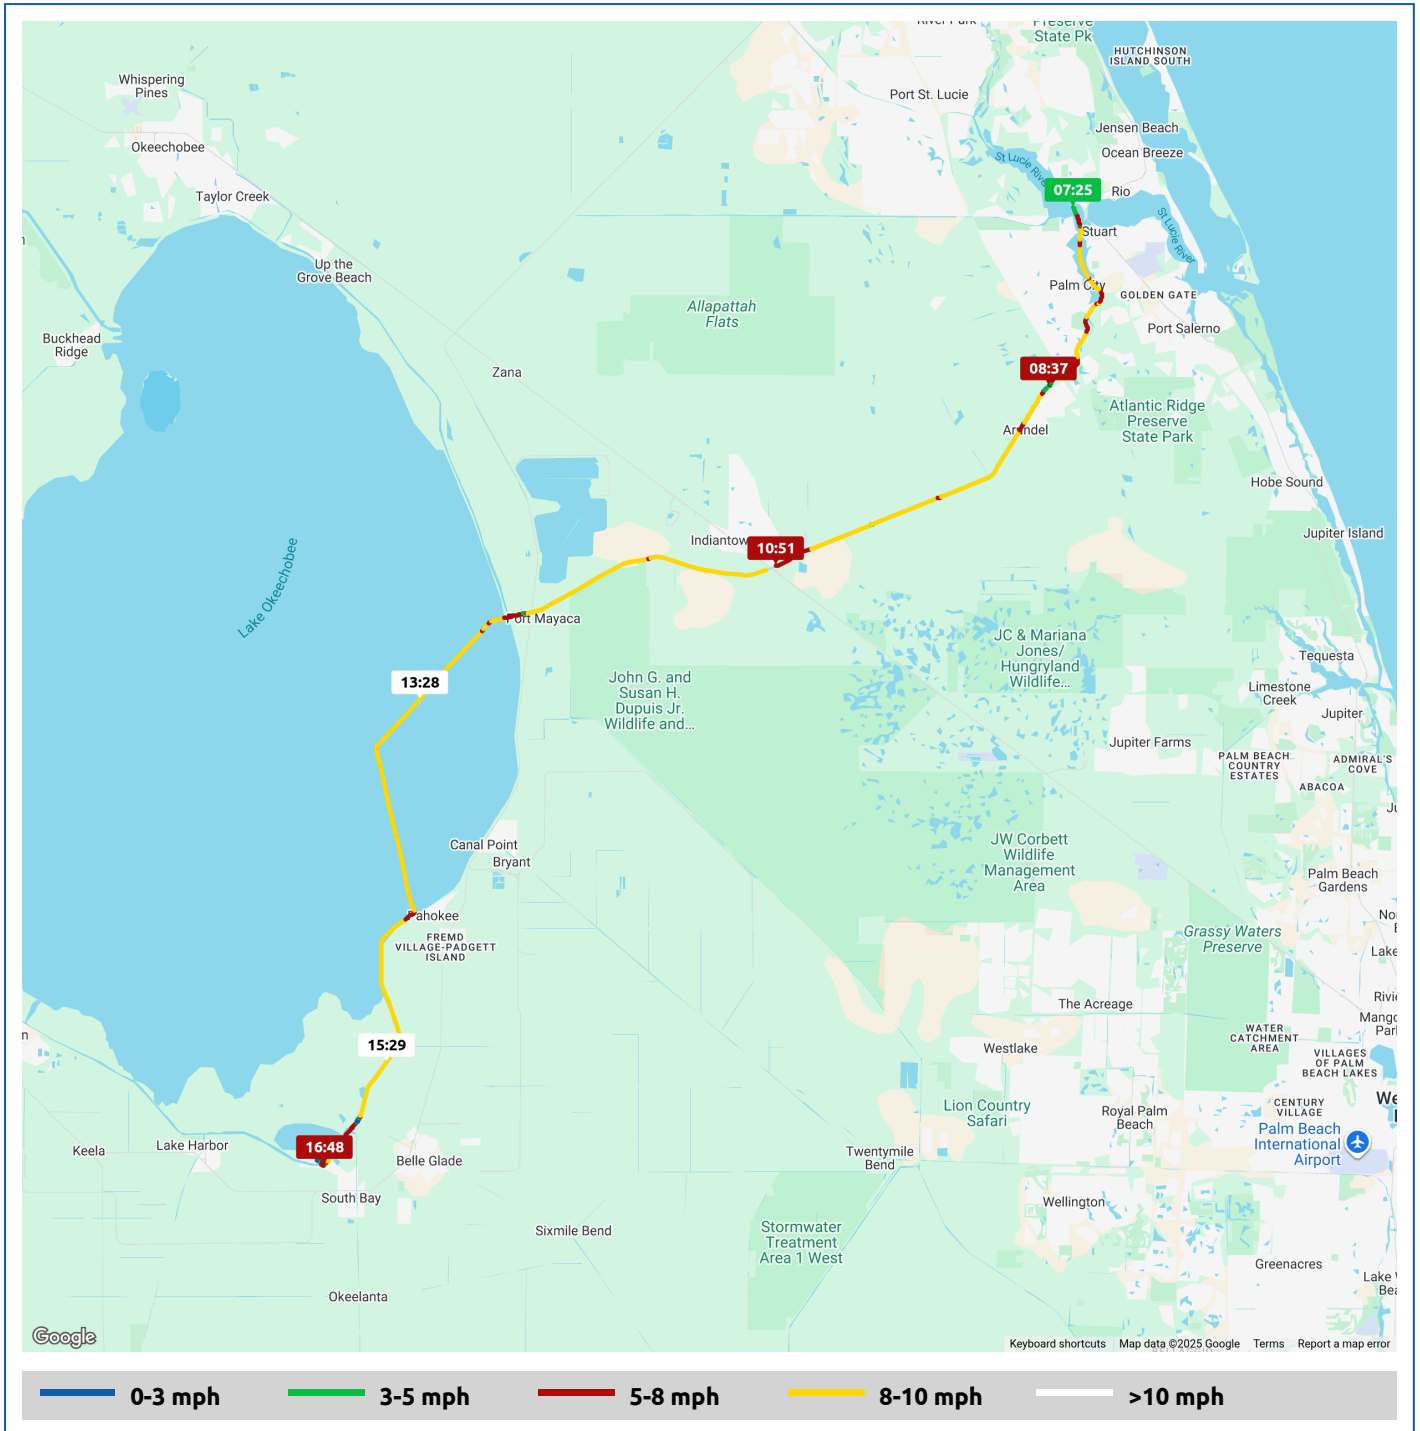 Preserve
State Pk
HUTCHINSON
ISLAND SOUTH
Whispering
Pines
Port St. Lucie
Jensen Beach
Okeechobee
Ocean Breeze
St Lucie River
07:25
Rio
Taylor Creek
Stuart
St Lucie River
Up the
Grove Beach
Palm City
GOLDEN GATE
Allapattah
Flats
Port Salerno
Buckhead
Ridge
08:37
Zana
Atlantic Ridge
Preserve
State Park
Hobe Sound
Jupiter Island
Lake Okeechobee
10:51
Port Mayaca
JC & Mariana
Jones/
Hungryland
Wildlife...
Tequesta
13:28
John G. and
Susan H.
Dupuis Jr.
Wildlife and...
Limestone
Creek
Jupiter
Jupiter Farms
PALM BEACH
COUNTRY
ESTATES
ADMIRAL'S
COVE
ABACOA
Ju
Canal Point
Bryant
JW Corbett
Wildlife
Management
Area
Palm Beach
Gardens
Pahokee
FREMD
VILLAGE-PADGETT
ISLAND
Grassy Waters
Preserve
Lake
The Acreage
WATER
CATCHMENT
AREA
15:29
Westlake
VILLAGES
OF PALM
BEACH LAKES
Lion Country
Safari
Royal Palm
Beach
CENTURY
VILLAGE
We
Palm Beach
International
Airport
16:48
Keela
Lake Harbor
Belle Glade
Twentymile
Bend
South Bay
Wellington
Sixmile Bend
Stormwater
Treatment
Area 1 West
Greenacres
Okeelanta
Google
Keyboard shortcuts Map data ©2025 Google Terms Report a map error
0-3 mph 3-5 mph 5-8 mph 8-10 mph >10 mph